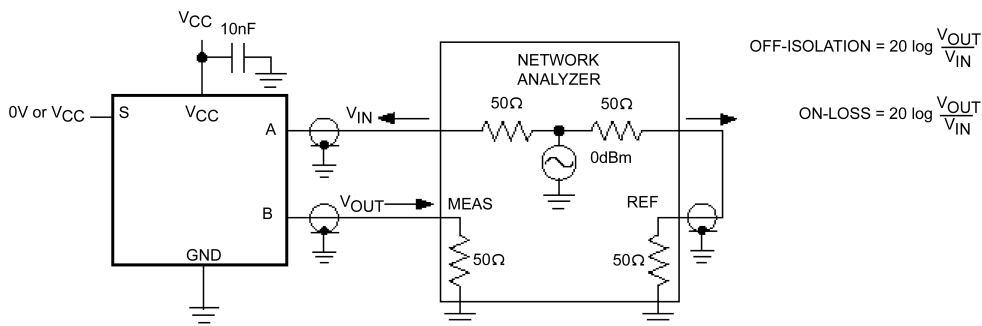 VCC
10nF
0V or VCC
S
VCC
A
B
GND
VIN
VOUT
NETWORK
ANALYZER
50Ω
50Ω
0dBm
MEAS
REF
50Ω
50Ω
OFF-ISOLATION = 20 log VOUT
VIN
ON-LOSS = 20 log VOUT
VIN